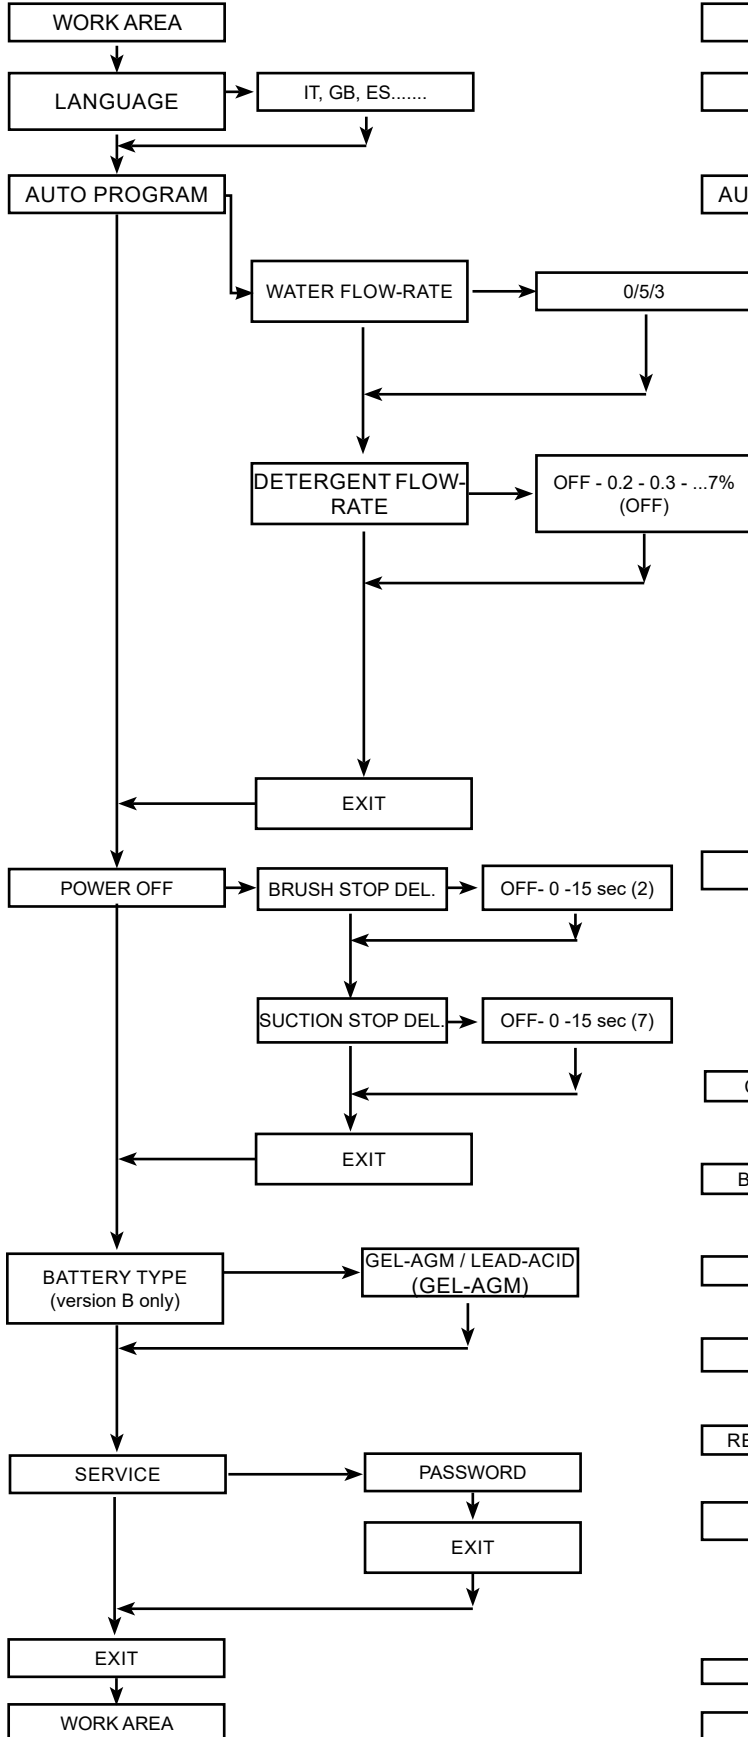 WORK AREA
LANGUAGE
IT, GB, ES.......
AUTO PROGRAM
AU
WATER FLOW-RATE
0/5/3
DETERGENT FLOW-
RATE
OFF - 0.2 - 0.3 - ...7%
(OFF)
EXIT
POWER OFF
BRUSH STOP DEL.
OFF- 0 -15 sec (2)
SUCTION STOP DEL.
OFF- 0 -15 sec (7)
EXIT
B
BATTERY TYPE
(version B only)
GEL-AGM / LEAD-ACID
(GEL-AGM)
RE
SERVICE
PASSWORD
EXIT
EXIT
WORK AREA